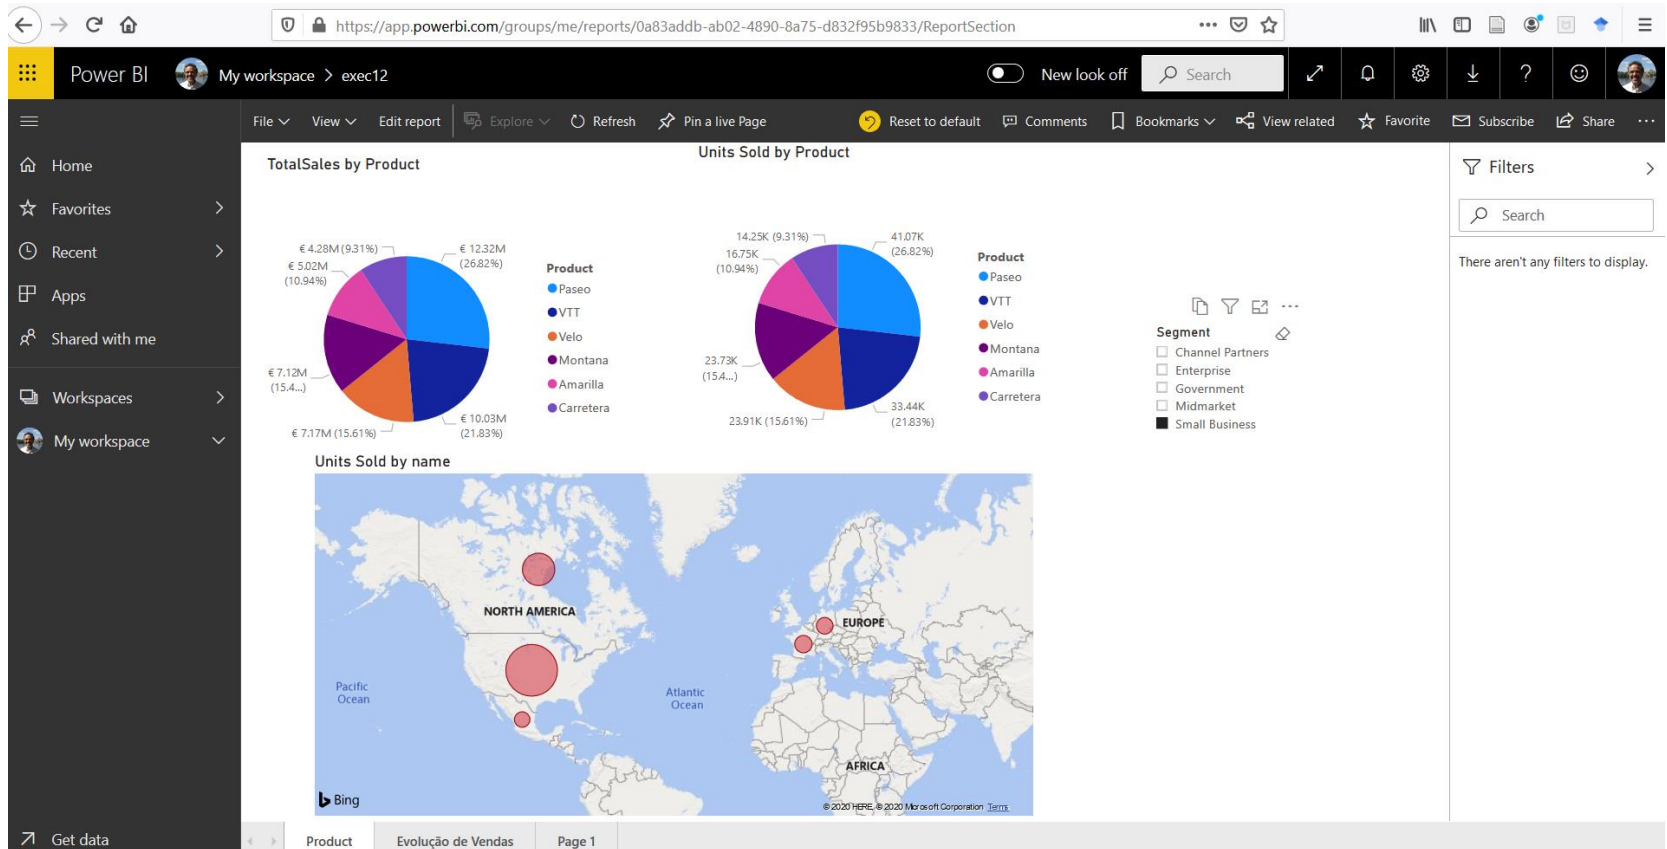 https://app.powerbi.com/groups/me/reports/0a83addb-ab02-4890-8a75-d832f95b9833/ReportSection
Power BI
My workspace > exec12
New look off
Search
File
View
Edit report
Explore
Refresh
Pin a live Page
Reset to default
Comments
Bookmarks
View related
Favorite
Subscribe
Share
Home
Favorites
Recent
Apps
Shared with me
Workspaces
My workspace
Get data
TotalSales by Product
€ 4.28M (9.31%)
€ 12.32M
(26.82%)
€ 5.02M
(10.94%)
€ 7.12M
(15.4...)
€ 7.17M (15.61%)
€ 10.03M
(21.83%)
Product
Paseo
VTT
Velo
Montana
Amarilla
Carretera
Units Sold by Product
14.25K (9.31%)
41.07K
(26.82%)
16.75K
(10.94%)
23.73K
(15.4...)
23.91K (15.61%)
33.44K
(21.83%)
Product
Paseo
VTT
Velo
Montana
Amarilla
Carretera
Segment
Channel Partners
Enterprise
Government
Midmarket
Small Business
Filters
Search
There aren't any filters to display.
Units Sold by name
NORTH AMERICA
EUROPE
Pacific
Ocean
Atlantic
Ocean
AFRICA
Bing
© 2020 HERE, © 2020 Microsoft Corporation Terms
Product
Evolução de Vendas
Page 1